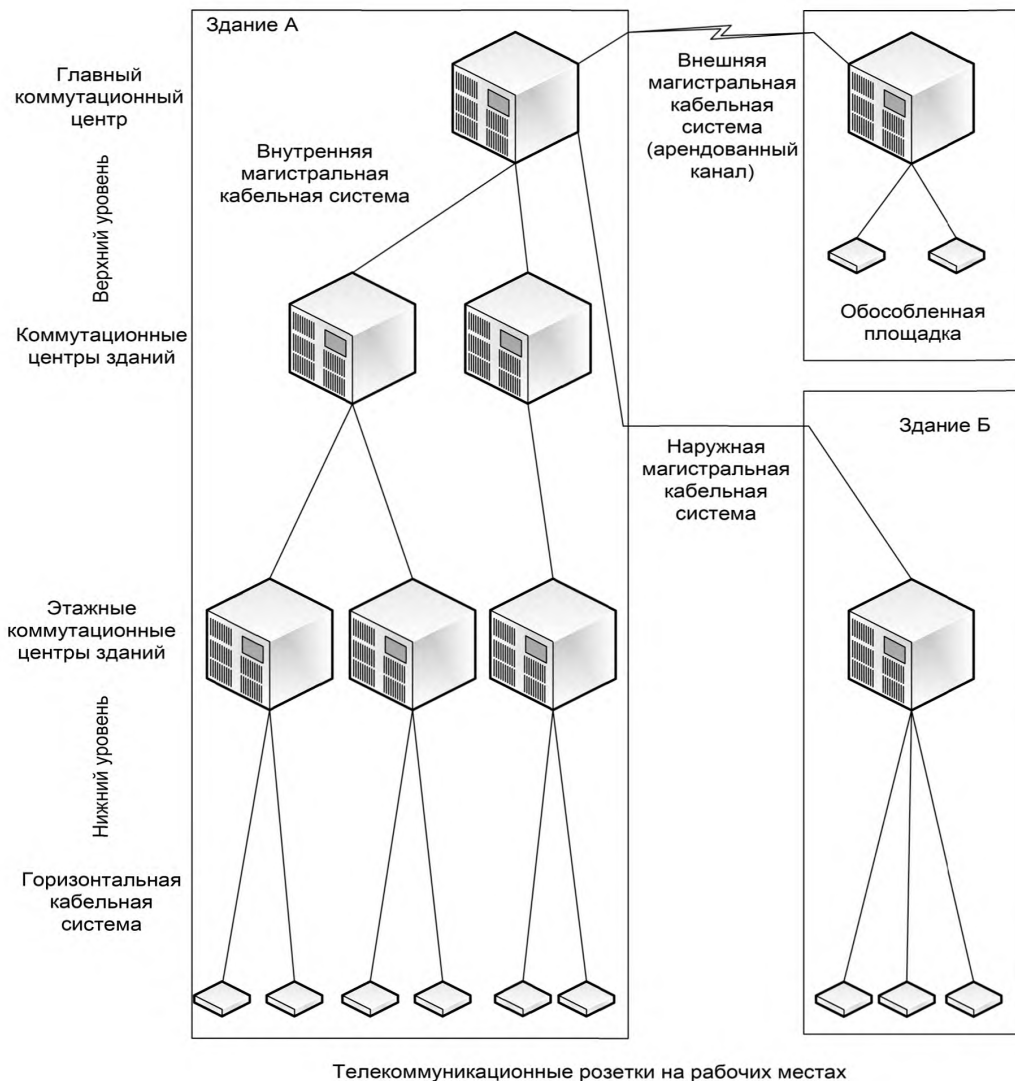 Здание А
Главный
коммутационный
центр
Внешняя
магистральная
кабельная
система
(арендованный
канал)
Внутренняя
магистральная
кабельная система
Верхний уровень
Обособленная
площадка
Коммутационные
центры зданий
Здание Б
Наружная
магистральная
кабельная
система
Этажные
коммутационные
центры зданий
Нижний уровень
Горизонтальная
кабельная
система
Телекоммуникационные розетки на рабочих местах